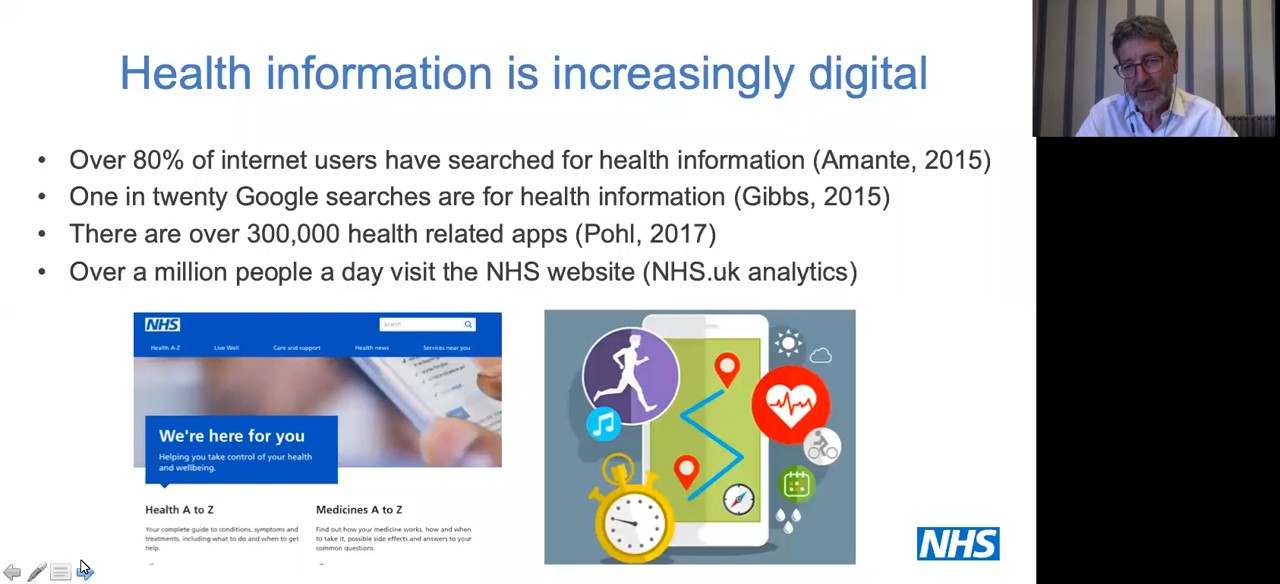 Health information is increasingly digital
• Over 80% of internet users have searched for health information (Amante, 2015)
• One in twenty Google searches are for health information (Gibbs, 2015)
• There are over 300,000 health related apps (Pohl, 2017)
• Over a million people a day visit the NHS website (NHS.uk analytics)
NHS
Search
Health A-Z Live Well Care and support Health news Services near you
We're here for you
Helping you take control of your health
and wellbeing.
Health A to Z
Your complete guide to conditions, symptoms and
treatments, including what to do and when to get
help.
Medicines A to Z
Find out how your medicine works, how and when
to take it, possible side effects and answers to your
common questions.
NHS